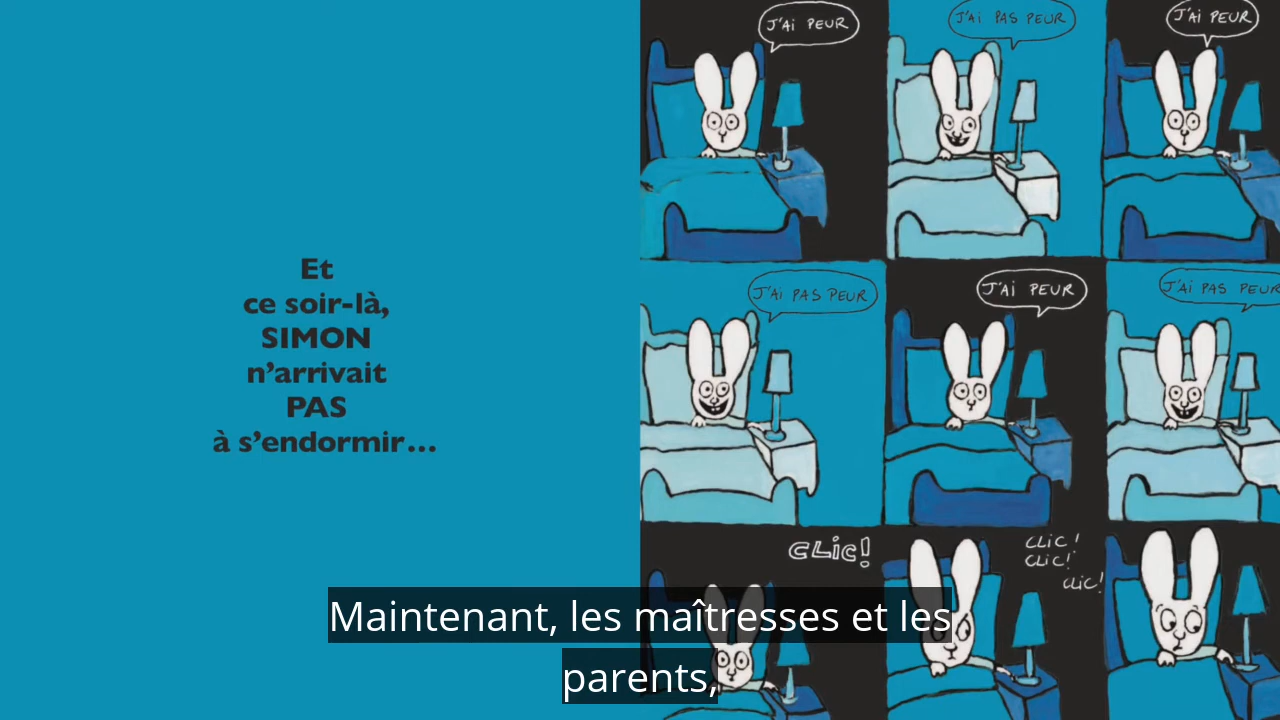 Et
ce soir-là,
SIMON
n’arrivait
PAS
à s’endormir…
J'AI PEUR
J'AI PAS PEUR
J'AI PEUR
J'AI PAS PEUR
J'AI PEUR
J'AI PAS PEUR
CLIC!
CLIC!
CLIC!
CLIC!
Maintenant, les maîtresses et les
parents,